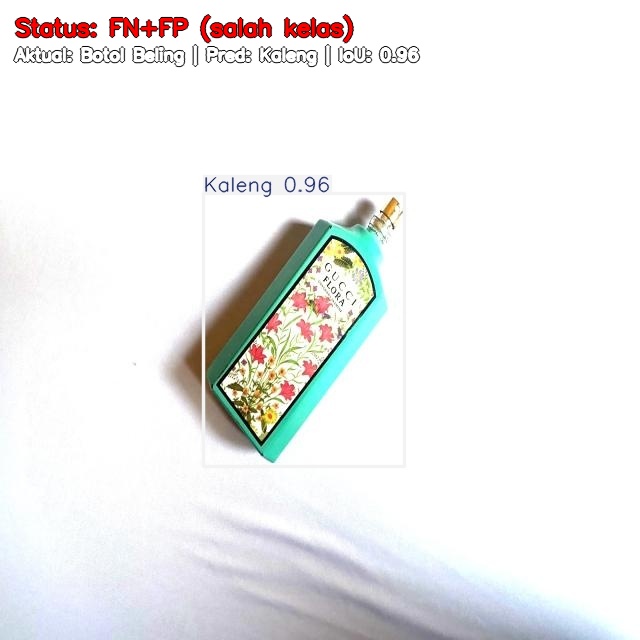 Status: FN+FP (salah kelas)
Aktual: Botol Beling | Pred: Kaleng | IoU: 0.96
Kaleng 0.96
GUCCI
FLORA